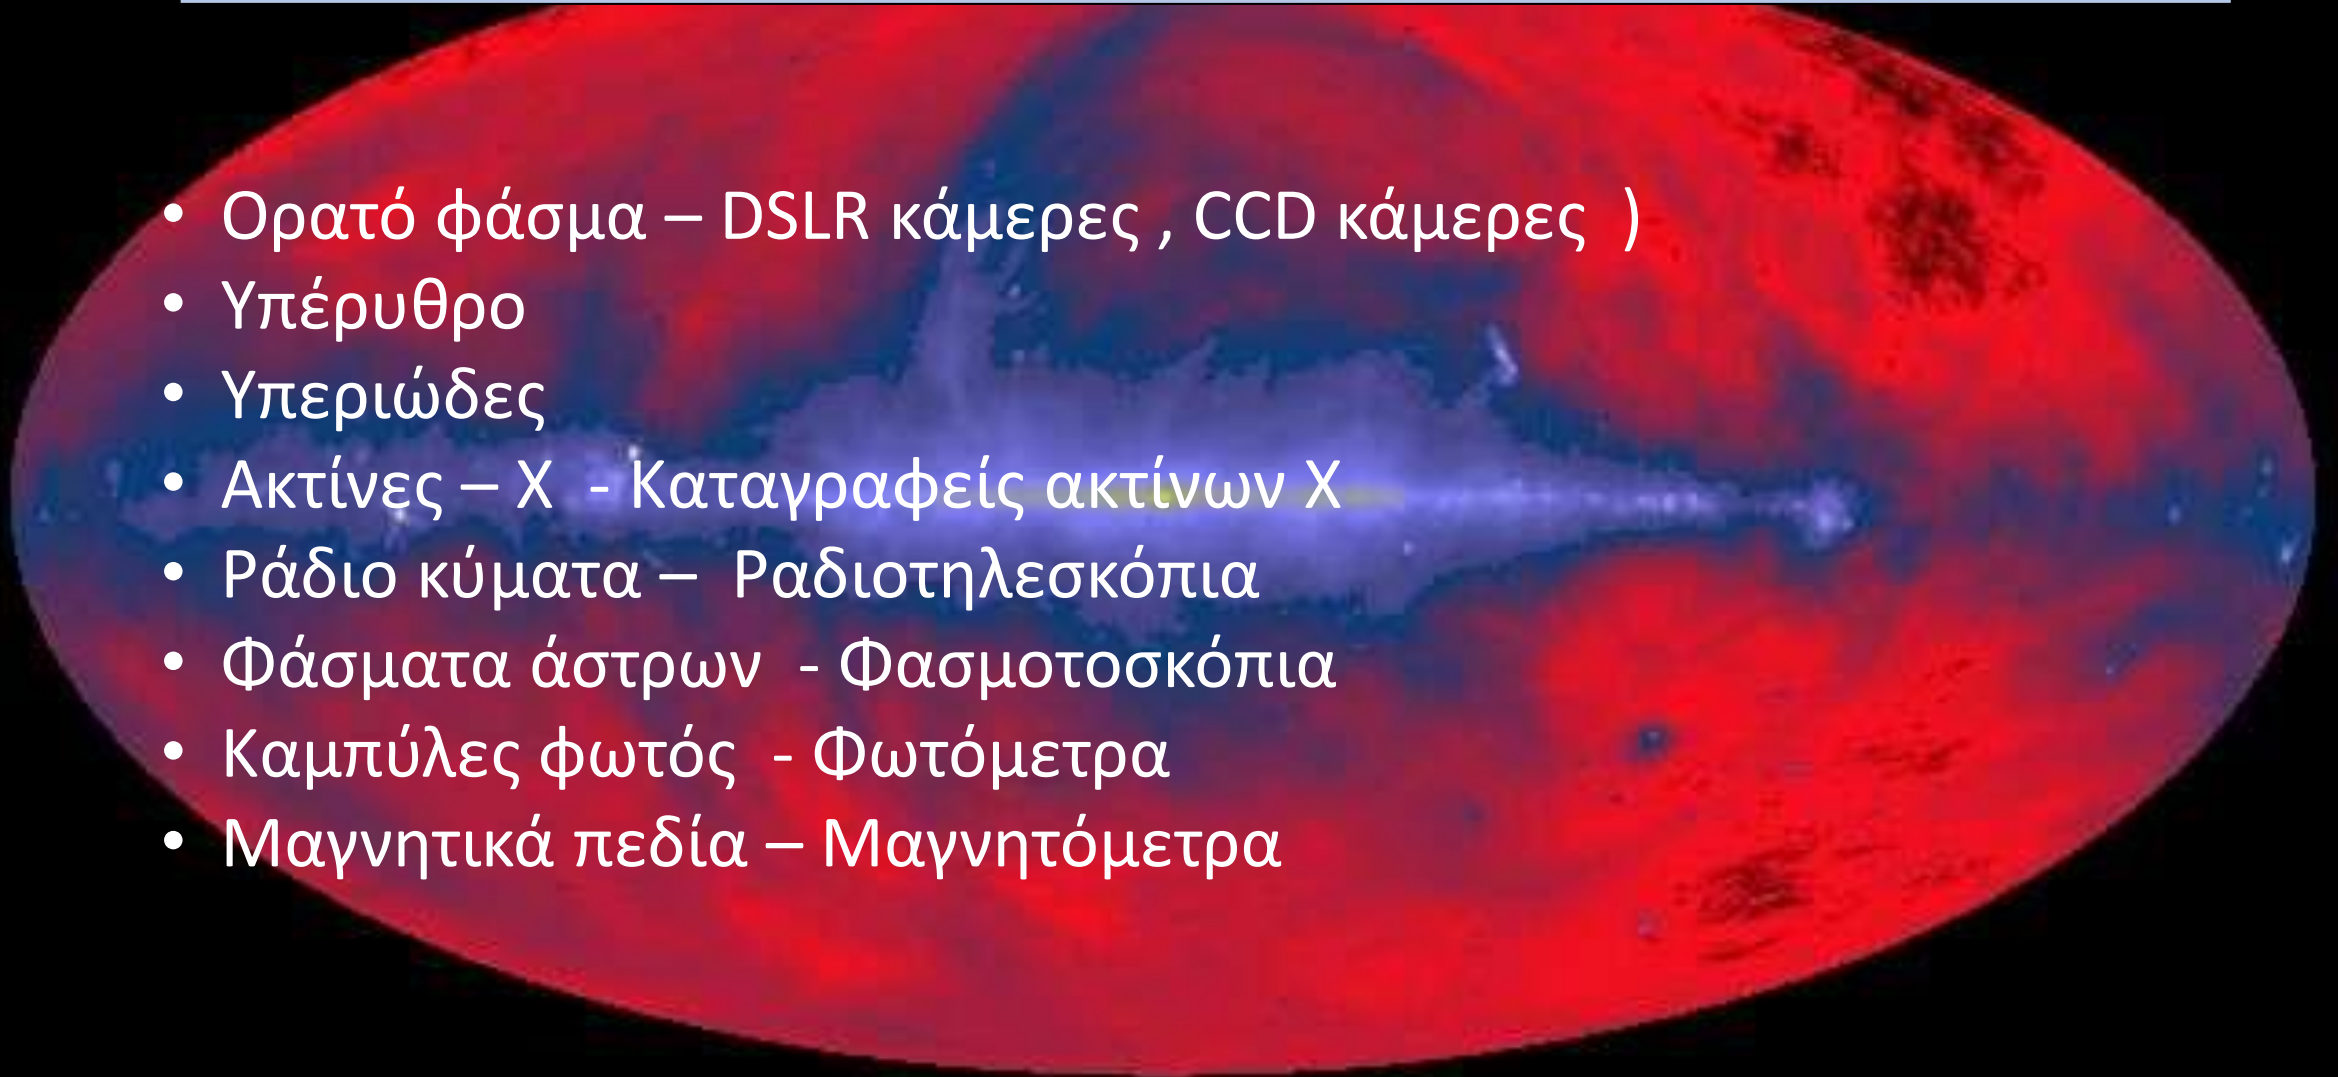 • Ορατό φάσμα – DSLR κάμερες , CCD κάμερες )
• Υπέρυθρο
• Υπεριώδες
• Ακτίνες – Χ - Καταγραφείς ακτίνων Χ
• Ράδιο κύματα – Ραδιοτηλεσκόπια
• Φάσματα άστρων - Φασμοτοσκόπια
• Καμπύλες φωτός - Φωτόμετρα
• Μαγνητικά πεδία – Μαγνητόμετρα